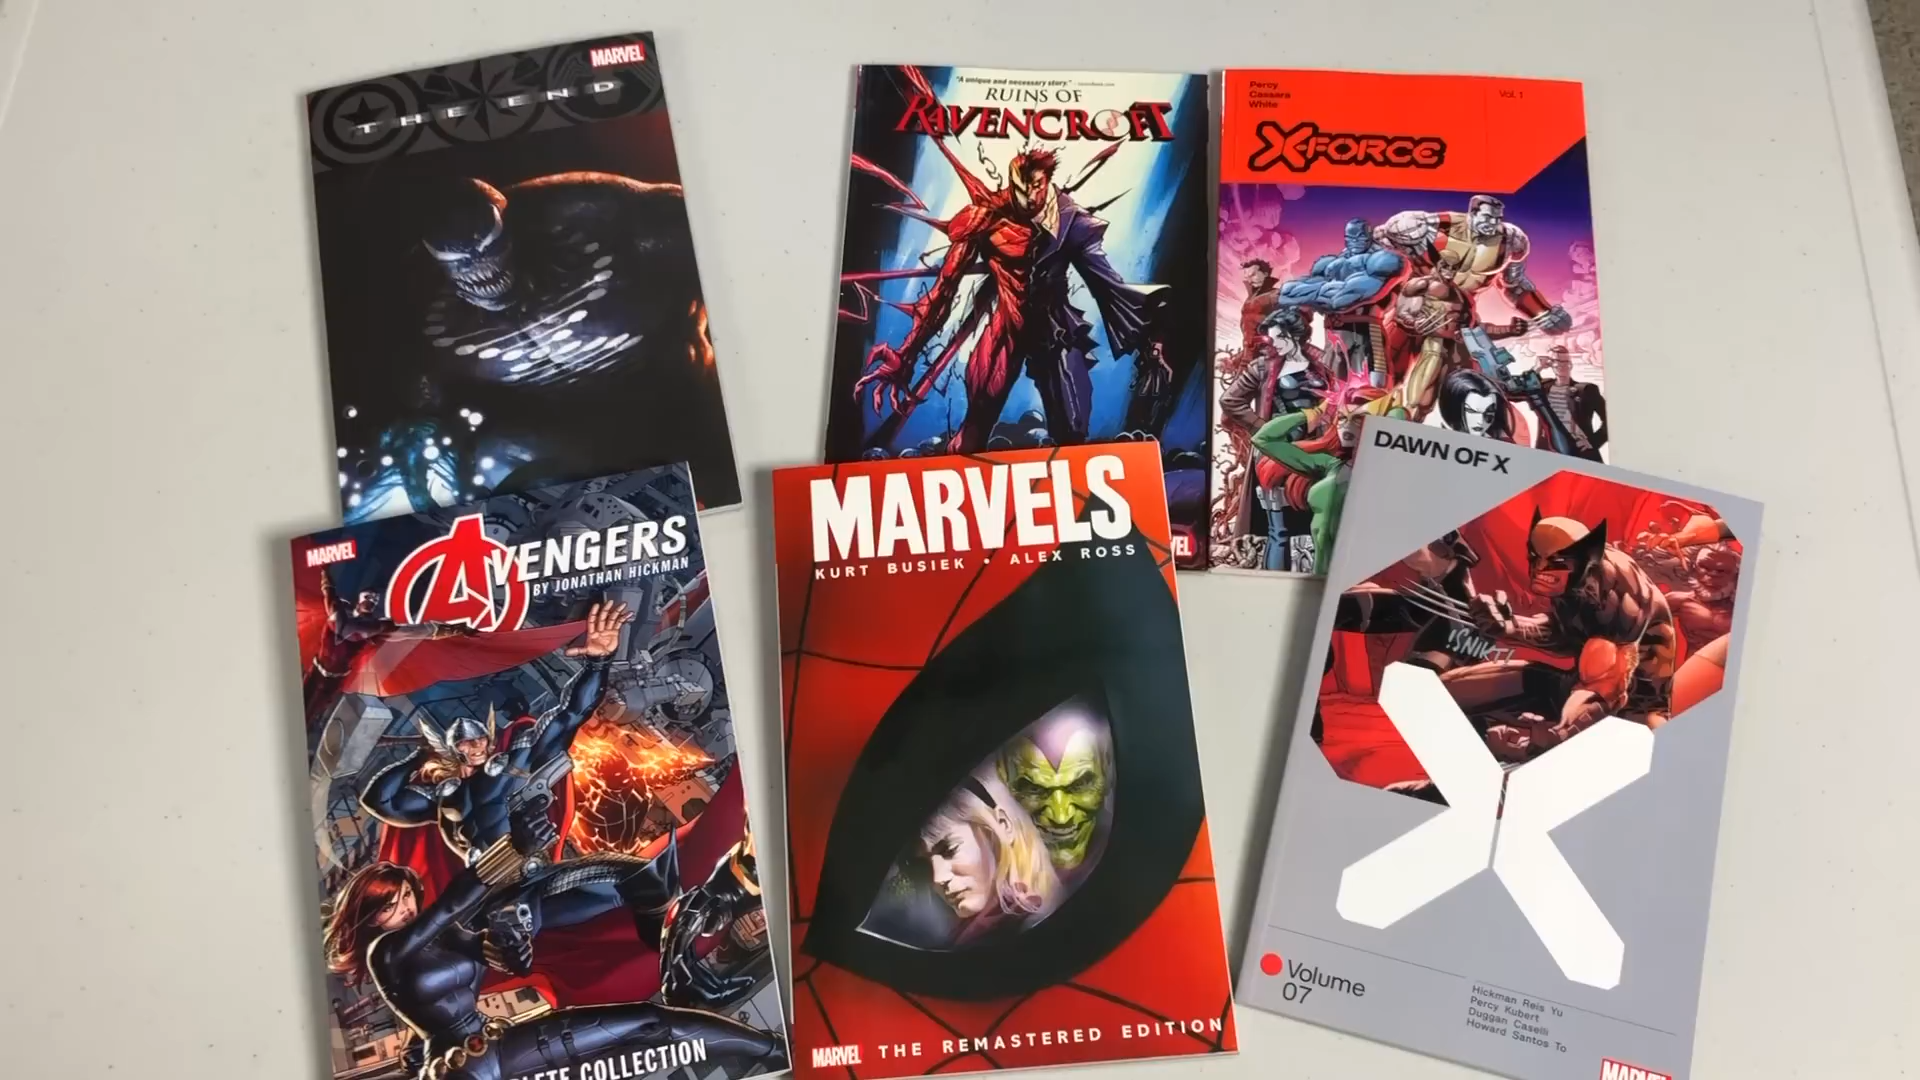 MARVEL
THE END
"A unique and necessary story."
RUINS OF
RAVENCROFT
Percy
Cassara
White
Vol. 1
X-FORCE
MARVEL
AVENGERS
BY JONATHAN HICKMAN
COLLECTION
MARVELS
KURT BUSIEK • ALEX ROSS
MARVEL THE REMASTERED EDITION
DAWN OF X
!SNIKT!
X
Volume
07
Hickman Reis Yu
Percy Kubert
Duggan Caselli
Howard Santos To
MARVEL